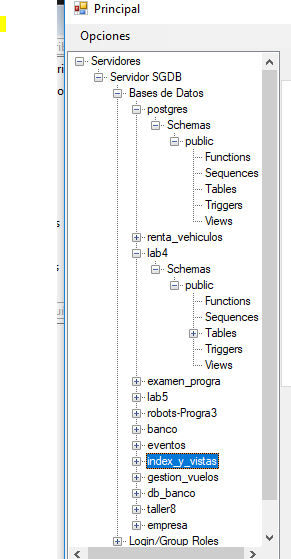 Principal
Opciones
Servidores
Servidor SGDB
Bases de Datos
postgres
Schemas
public
Functions
Sequences
Tables
Triggers
Views
renta_vehiculos
lab4
Schemas
public
Functions
Sequences
Tables
Triggers
Views
examen_progra
lab5
robots-Progra3
banco
eventos
index_y_vistas
gestion_vuelos
db_banco
taller8
empresa
Login/Group Roles